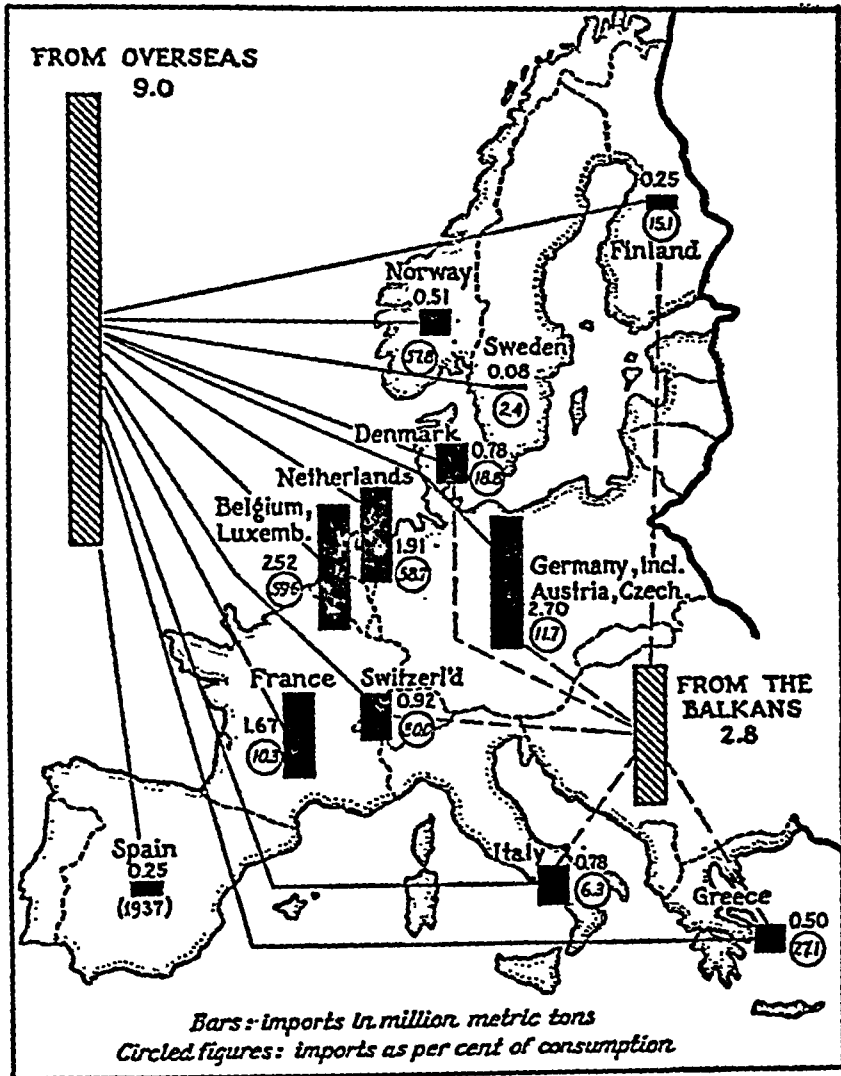 FROM OVERSEAS
9.0
0.25
15.1
Finland
Norway
0.51
57.8
Sweden
0.08
2.4
Denmark
0.78
18.8
Netherlands
1.91
Belgium,
Luxemb.
2.52
Germany, incl.
Austria, Czech.
2.70
11.7
France
1.67
10.3
Switzerl'd
0.92
FROM THE
BALKANS
2.8
Spain
0.25
(1937)
Italy
0.78
6.3
Greece
0.50
27.1
Bars :- imports in million metric tons
Circled figures : imports as per cent of consumption